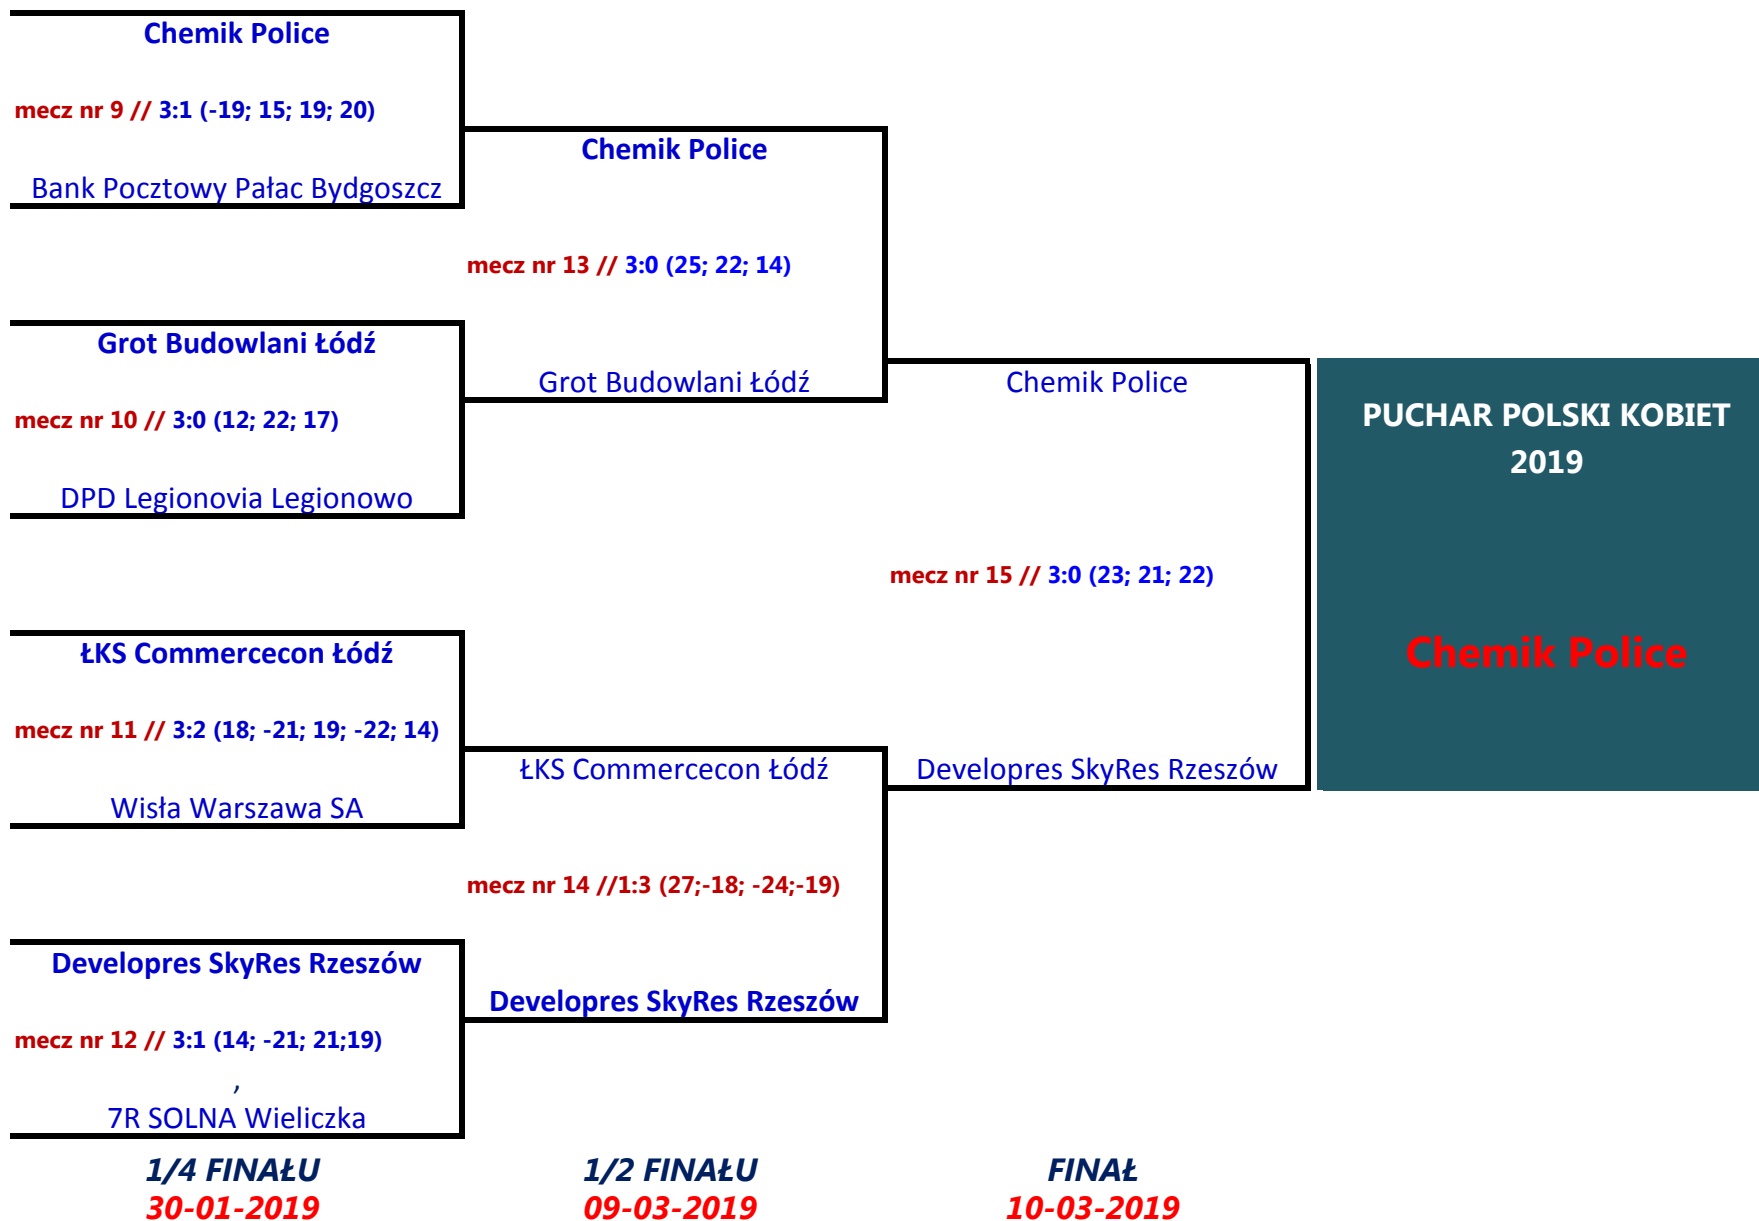 Chemik Police
mecz nr 9 // 3:1 (-19; 15; 19; 20)
Bank Pocztowy Pałac Bydgoszcz
Grot Budowlani Łódź
mecz nr 10 // 3:0 (12; 22; 17)
DPD Legionovia Legionowo
ŁKS Commercecon Łódź
mecz nr 11 // 3:2 (18; -21; 19; -22; 14)
Wisła Warszawa SA
Developres SkyRes Rzeszów
mecz nr 12 // 3:1 (14; -21; 21;19)
,
7R SOLNA Wieliczka
1/4 FINAŁU
30-01-2019
Chemik Police
mecz nr 13 // 3:0 (25; 22; 14)
Grot Budowlani Łódź
ŁKS Commercecon Łódź
mecz nr 14 //1:3 (27;-18; -24;-19)
Developres SkyRes Rzeszów
1/2 FINAŁU
09-03-2019
Chemik Police
mecz nr 15 // 3:0 (23; 21; 22)
Developres SkyRes Rzeszów
FINAŁ
10-03-2019
PUCHAR POLSKI KOBIET
2019
Chemik Police